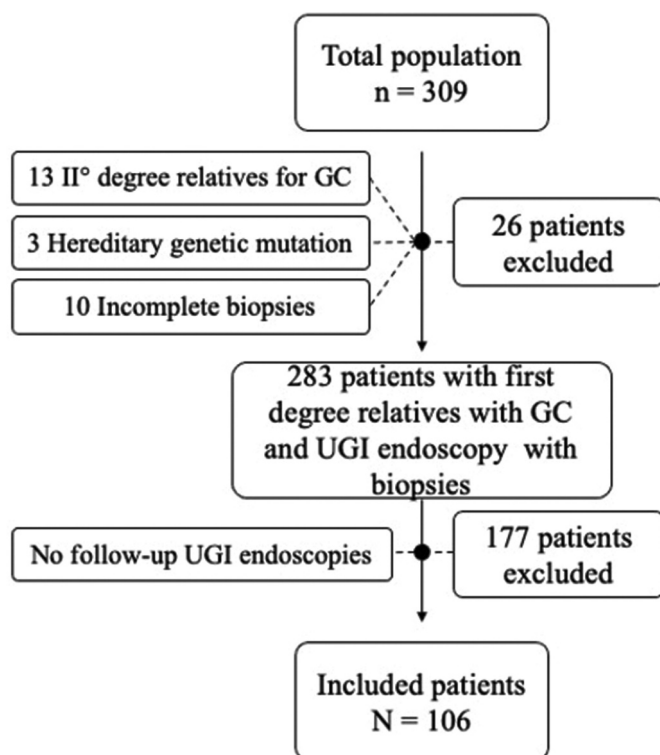 Total population
n = 309
13 II° degree relatives for GC
3 Hereditary genetic mutation
10 Incomplete biopsies
26 patients
excluded
283 patients with first
degree relatives with GC
and UGI endoscopy with
biopsies
No follow-up UGI endoscopies
177 patients
excluded
Included patients
N = 106